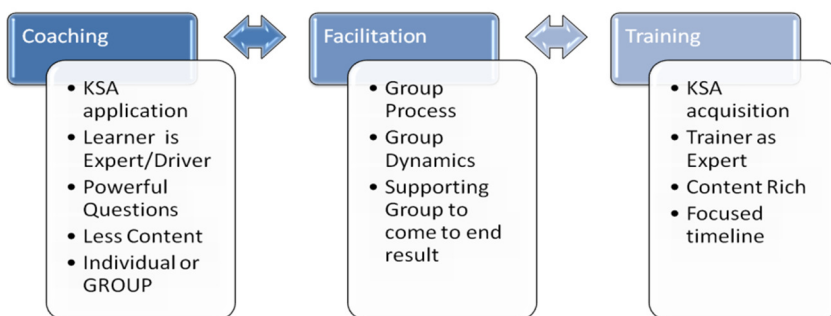 Coaching
• KSA
application
• Learner is
Expert/Driver
• Powerful
Questions
• Less Content
• Individual or
GROUP
Facilitation
• Group
Process
• Group
Dynamics
• Supporting
Group to
come to end
result
Training
• KSA
acquisition
• Trainer as
Expert
• Content Rich
• Focused
timeline